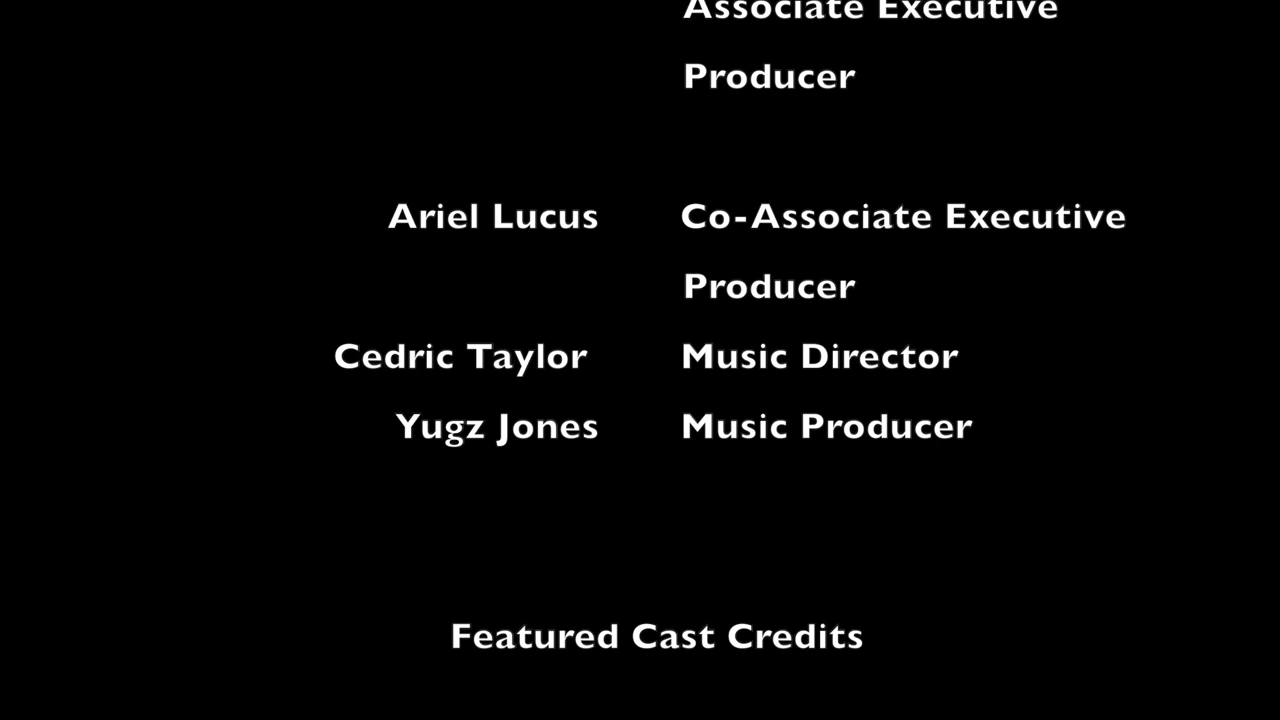 Associate Executive
Producer
Ariel Lucus Co-Associate Executive
Producer
Cedric Taylor Music Director
Yugz Jones Music Producer
Featured Cast Credits